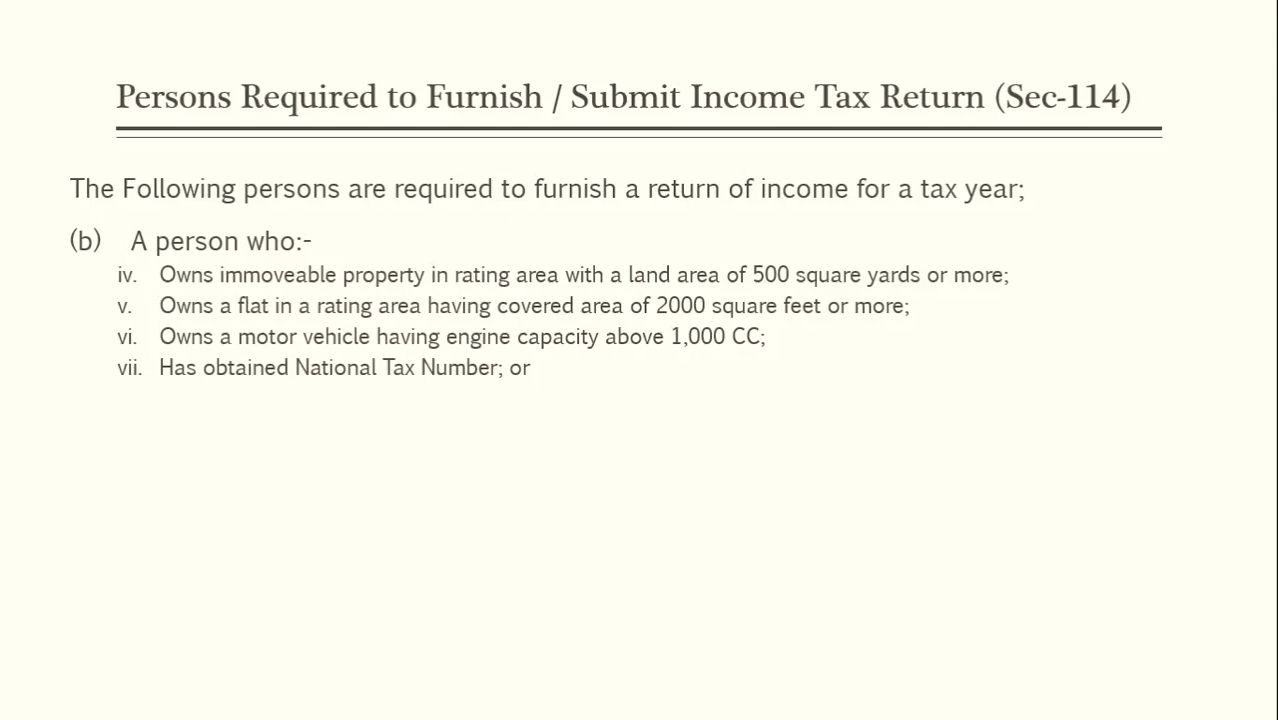 Persons Required to Furnish / Submit Income Tax Return (Sec-114)
The Following persons are required to furnish a return of income for a tax year;
(b) A person who:-
iv. Owns immoveable property in rating area with a land area of 500 square yards or more;
v. Owns a flat in a rating area having covered area of 2000 square feet or more;
vi. Owns a motor vehicle having engine capacity above 1,000 CC;
vii. Has obtained National Tax Number; or